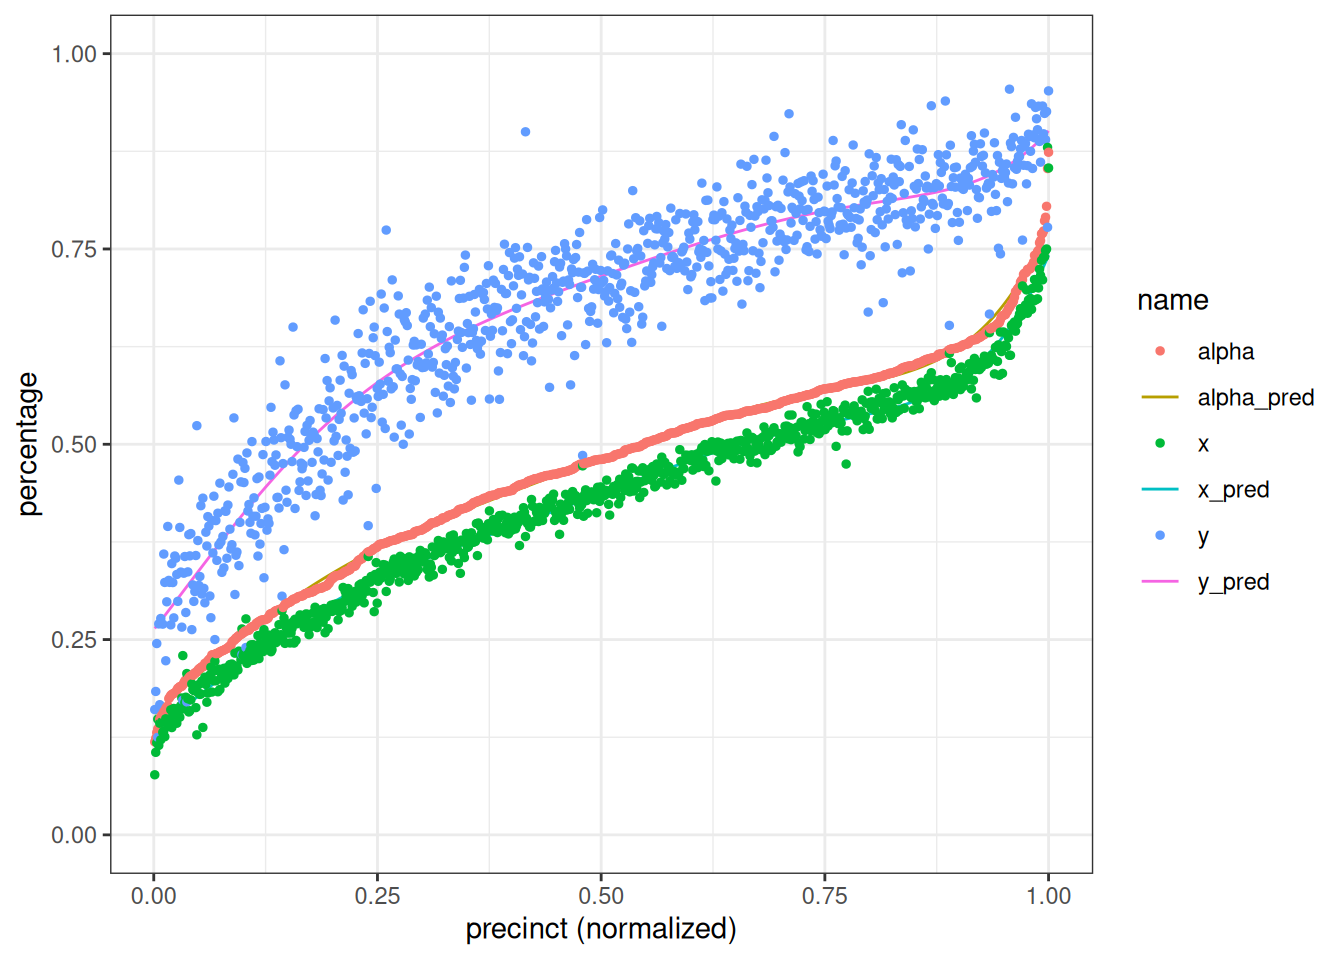 1.00
0.75
0.50
0.25
0.00
percentage
0.00 0.25 0.50 0.75 1.00
precinct (normalized)
name
alpha
alpha_pred
x
x_pred
y
y_pred